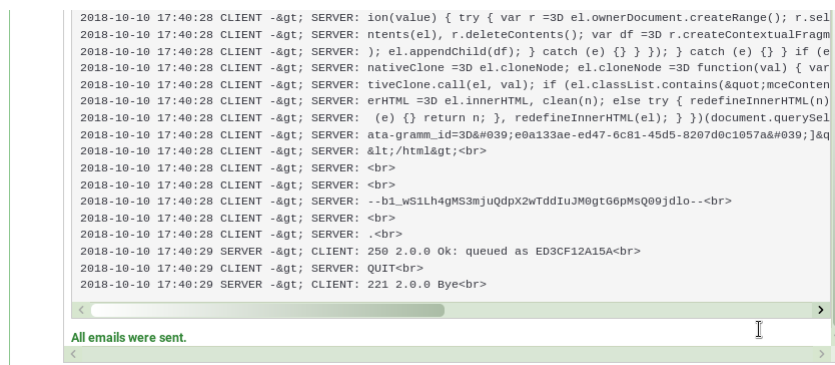 2018-10-10 17:40:28 CLIENT -&gt; SERVER: ion(value) { try { var r =3D el.ownerDocument.createRange(); r.sel
2018-10-10 17:40:28 CLIENT -&gt; SERVER: ntents(el), r.deleteContents(); var df =3D r.createContextualFragm
2018-10-10 17:40:28 CLIENT -&gt; SERVER: ); el.appendChild(df); } catch (e) {} } }); } catch (e) {} } if (e
2018-10-10 17:40:28 CLIENT -&gt; SERVER: nativeClone =3D el.cloneNode; el.cloneNode =3D function(val) { var
2018-10-10 17:40:28 CLIENT -&gt; SERVER: tiveClone.call(el, val); if (el.classList.contains(&quot;mceConten
2018-10-10 17:40:28 CLIENT -&gt; SERVER: erHTML =3D el.innerHTML, clean(n); else try { redefineInnerHTML(n)
2018-10-10 17:40:28 CLIENT -&gt; SERVER:  (e) {} return n; }, redefineInnerHTML(el); } })(document.querySel
2018-10-10 17:40:28 CLIENT -&gt; SERVER: ata-gramm_id=3D&#039;e0a133ae-ed47-6c81-45d5-8207d0c1057a&#039;]&q
2018-10-10 17:40:28 CLIENT -&gt; SERVER: &lt;/html&gt;<br>
2018-10-10 17:40:28 CLIENT -&gt; SERVER: <br>
2018-10-10 17:40:28 CLIENT -&gt; SERVER: <br>
2018-10-10 17:40:28 CLIENT -&gt; SERVER: --b1_wS1Lh4gMS3mjuQdpX2wTddIuJM0gtG6pMsQ09jdlo--<br>
2018-10-10 17:40:28 CLIENT -&gt; SERVER: <br>
2018-10-10 17:40:28 CLIENT -&gt; SERVER: .<br>
2018-10-10 17:40:29 SERVER -&gt; CLIENT: 250 2.0.0 Ok: queued as ED3CF12A15A<br>
2018-10-10 17:40:29 CLIENT -&gt; SERVER: QUIT<br>
2018-10-10 17:40:29 SERVER -&gt; CLIENT: 221 2.0.0 Bye<br>
All emails were sent.